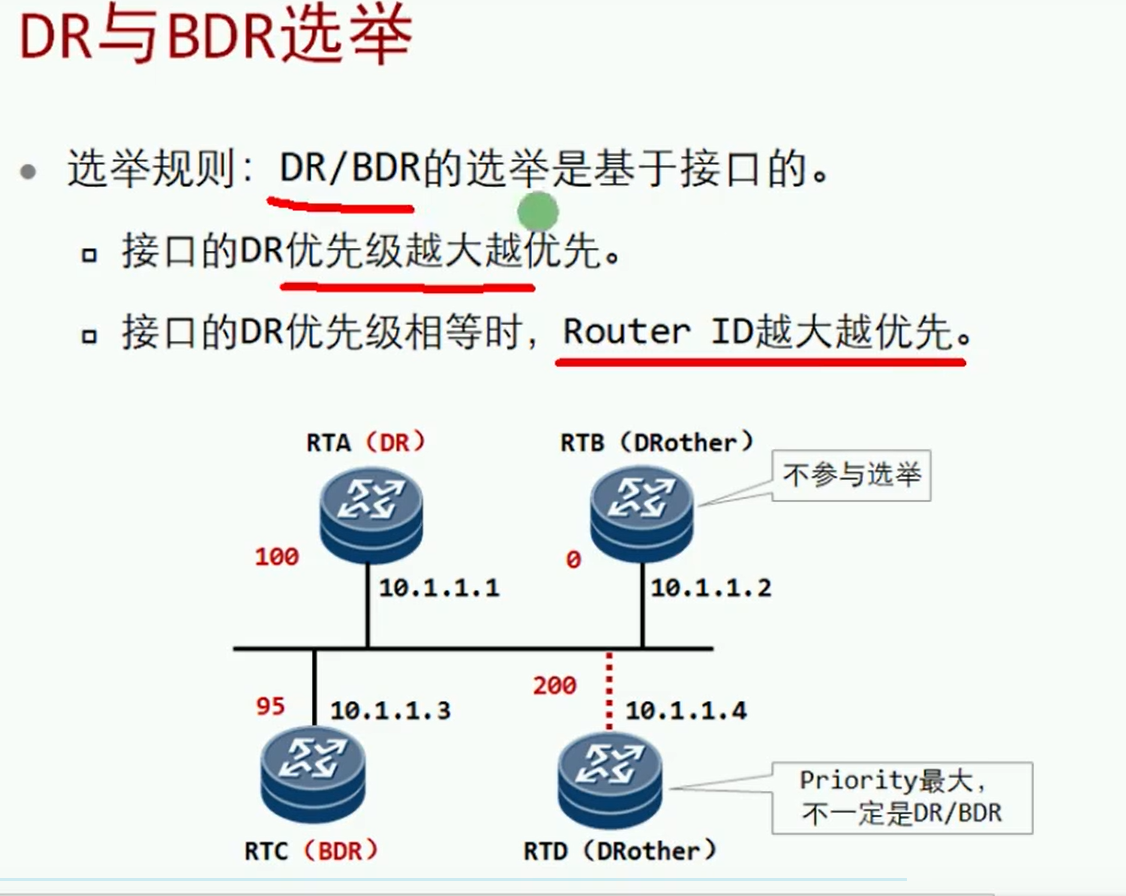 DR与BDR选举
选举规则：DR/BDR的选举是基于接口的。
接口的DR优先级越大越优先。
接口的DR优先级相等时，Router ID越大越优先。
RTA（DR）
RTB（DRother）
不参与选举
100
0
10.1.1.1
10.1.1.2
200
95
10.1.1.3
10.1.1.4
Priority最大，
不一定是DR/BDR
RTC（BDR）
RTD（DRother）